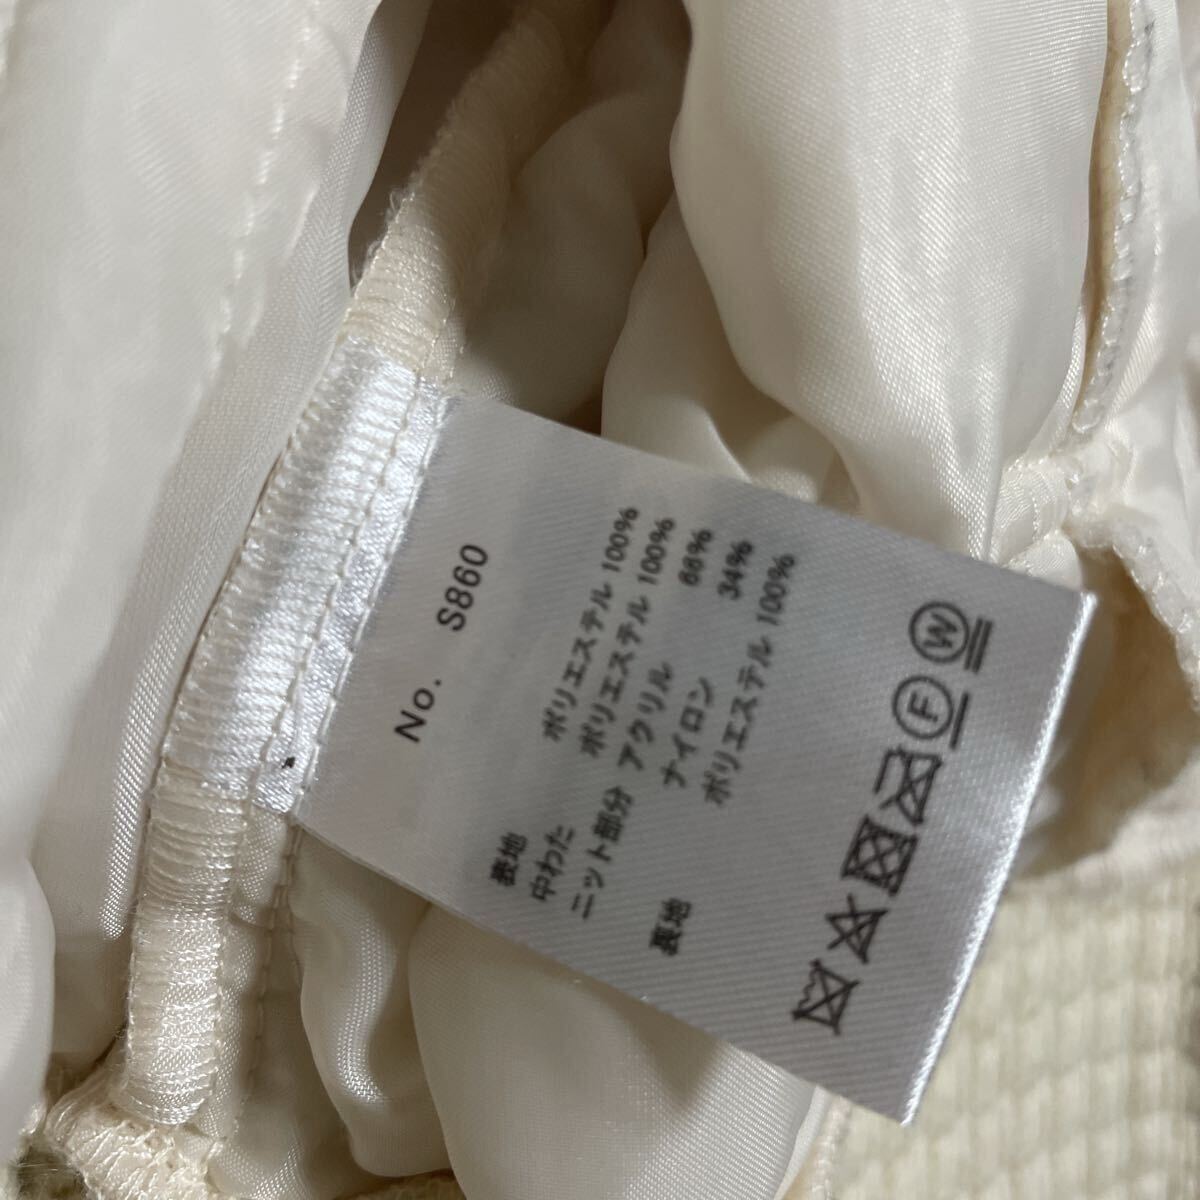 No. S860
表地 ポリエステル 100%
中わた ポリエステル 100%
ニット部分 アクリル 66%
ナイロン 34%
裏地 ポリエステル 100%
F W